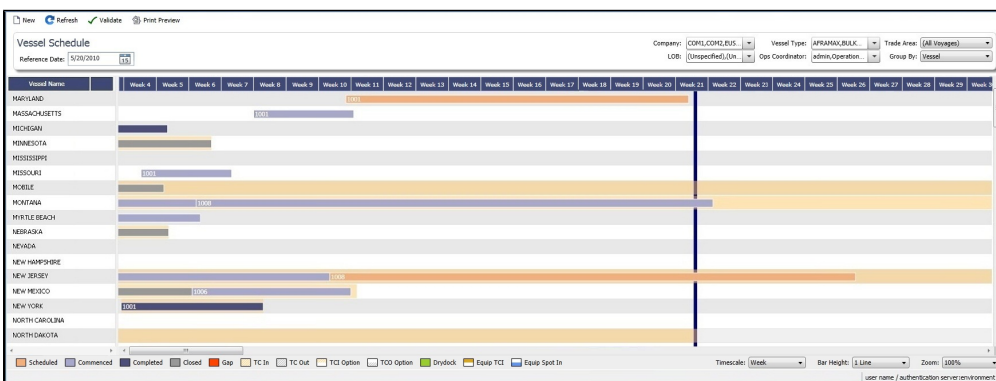 New Refresh Validate Print Preview
Vessel Schedule
Reference Date: 5/20/2010 15
Company: COM1,COM2,EUS... Vessel Type: AFRAMAX,BULK... Trade Area: (All Voyages)
LOB: (Unspecified),(Un... Ops Coordinator: admin,Operation... Group By: Vessel
Vessel Name Week 4 Week 5 Week 6 Week 7 Week 8 Week 9 Week 10 Week 11 Week 12 Week 13 Week 14 Week 15 Week 16 Week 17 Week 18 Week 19 Week 20 Week 21 Week 22 Week 23 Week 24 Week 25 Week 26 Week 27 Week 28 Week 29 Week 3
MARYLAND 1001
MASSACHUSETTS 1001
MICHIGAN
MINNESOTA
MISSISSIPPI
MISSOURI 1001
MOBILE
MONTANA 1008
MYRTLE BEACH
NEBRASKA
NEVADA
NEW HAMPSHIRE
NEW JERSEY
NEW MEXICO 1006
NEW YORK 1001
NORTH CAROLINA
NORTH DAKOTA
Scheduled Commenced Completed Closed Gap TC In TC Out TCI Option TCO Option Drydock Equip TCI Equip Spot In Timescale: Week Bar Height: 1 Line Zoom: 100%
user name / authentication server:environment